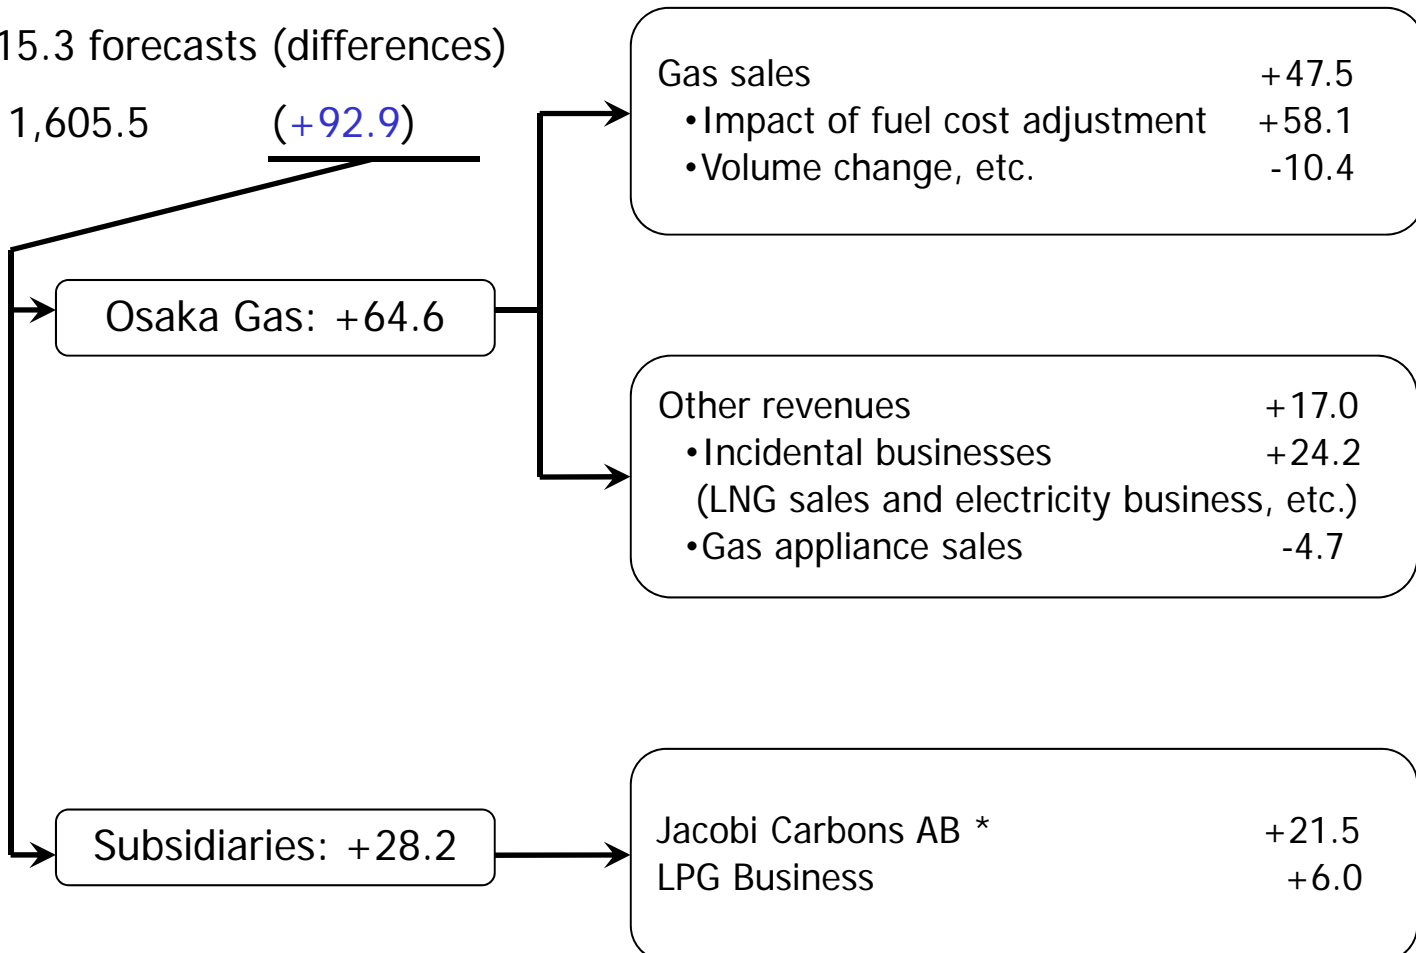 15.3 forecasts (differences)
1,605.5 (+92.9)
Gas sales +47.5
•Impact of fuel cost adjustment +58.1
•Volume change, etc. -10.4
Osaka Gas: +64.6
Other revenues +17.0
•Incidental businesses +24.2
(LNG sales and electricity business, etc.)
•Gas appliance sales -4.7
Subsidiaries: +28.2
Jacobi Carbons AB * +21.5
LPG Business +6.0